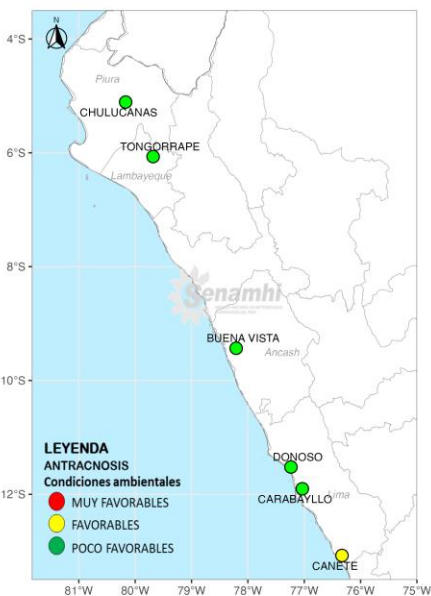 N
4°S
Piura
CHULUCANAS
TONGORRAPE
6°S
Lambayeque
8°S
Senamhi
BUENA VISTA
Ancash
10°S
LEYENDA
ANTRACNOSIS
Condiciones ambientales
MUY FAVORABLES
FAVORABLES
POCO FAVORABLES
DONOSO
12°S
CARABAYLLO
Lima
CAÑETE
81°W
80°W
79°W
78°W
77°W
76°W
75°W